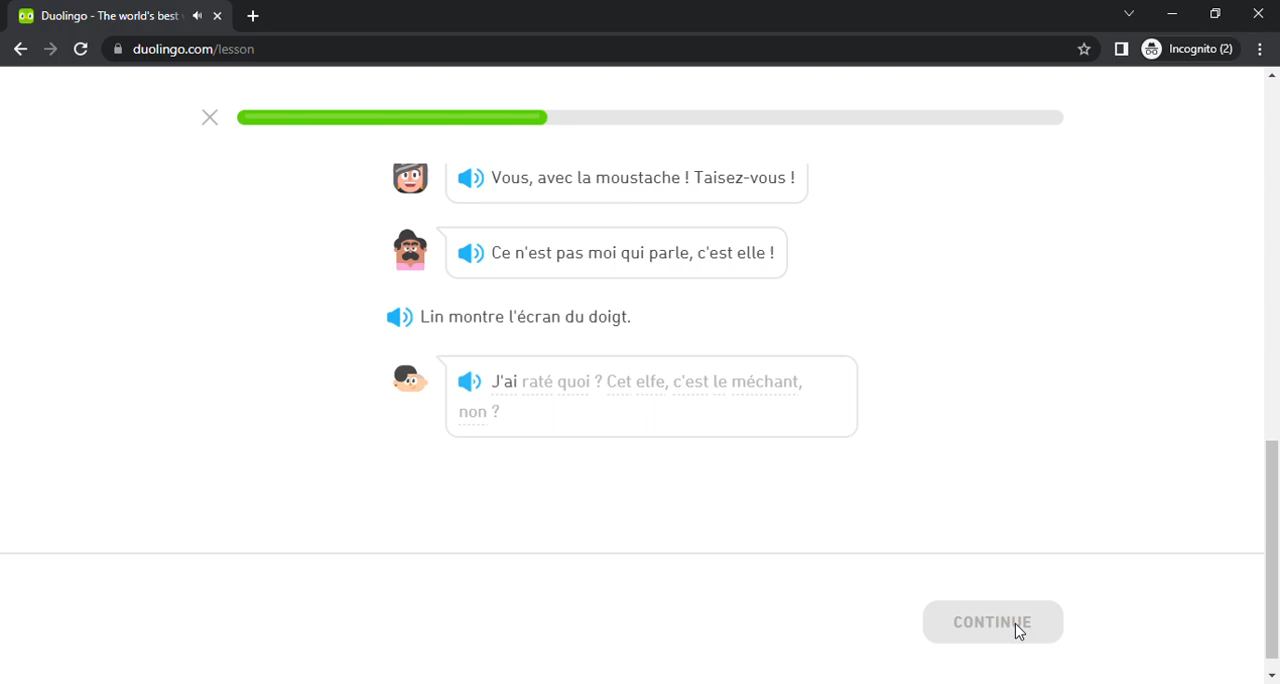 Duolingo - The world's best
duolingo.com/lesson
Incognito (2)
Vous, avec la moustache ! Taisez-vous !
Ce n'est pas moi qui parle, c'est elle !
Lin montre l'écran du doigt.
J'ai raté quoi ? Cet elfe, c'est le méchant,
non ?
CONTINUE